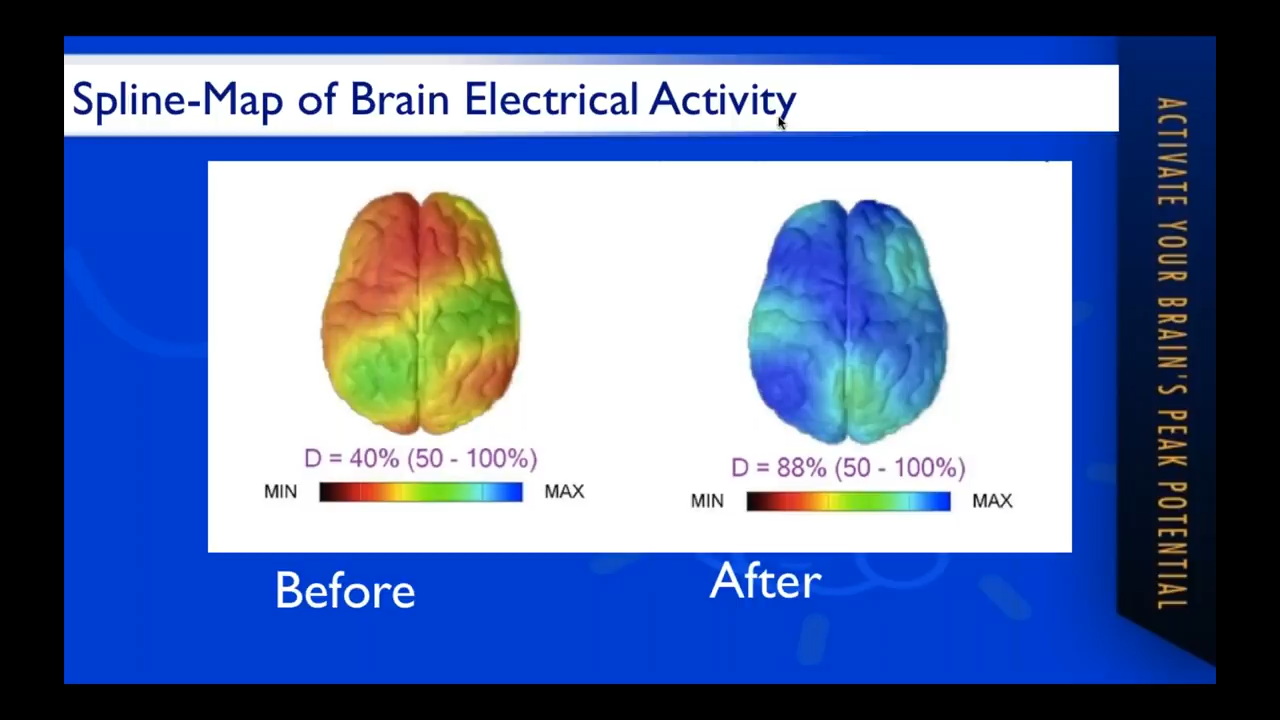 Spline-Map of Brain Electrical Activity
D = 40% (50 - 100%)
MIN MAX
Before
D = 88% (50 - 100%)
MIN MAX
After
ACTIVATE YOUR BRAIN'S PEAK POTENTIAL